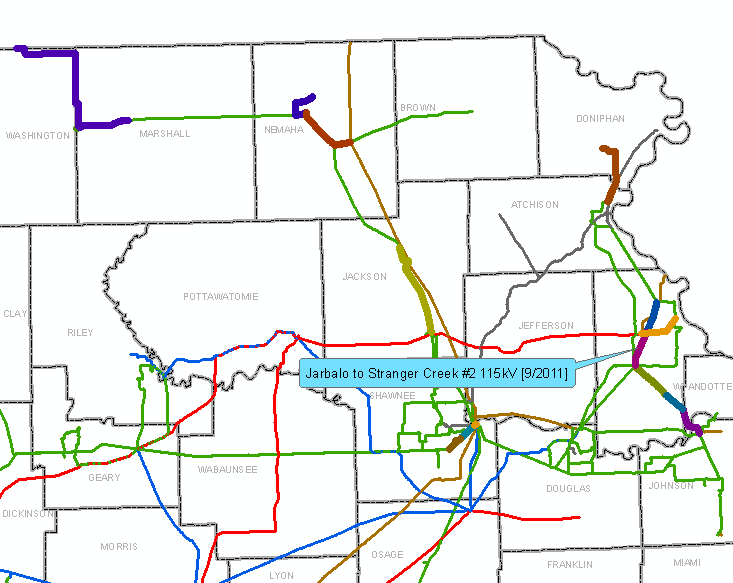 BROWN
DONIPHAN
NEMAHA
MARSHALL
WASHINGTON
ATCHISON
JACKSON
POTTAWATOMIE
CLAY
JEFFERSON
RILEY
Jarbalo to Stranger Creek #2 115kV [9/2011]
SHAWNEE
WYANDOTTE
WABAUNSEE
GEARY
DOUGLAS
JOHNSON
DICKINSON
MORRIS
OSAGE
FRANKLIN
MIAMI
LYON